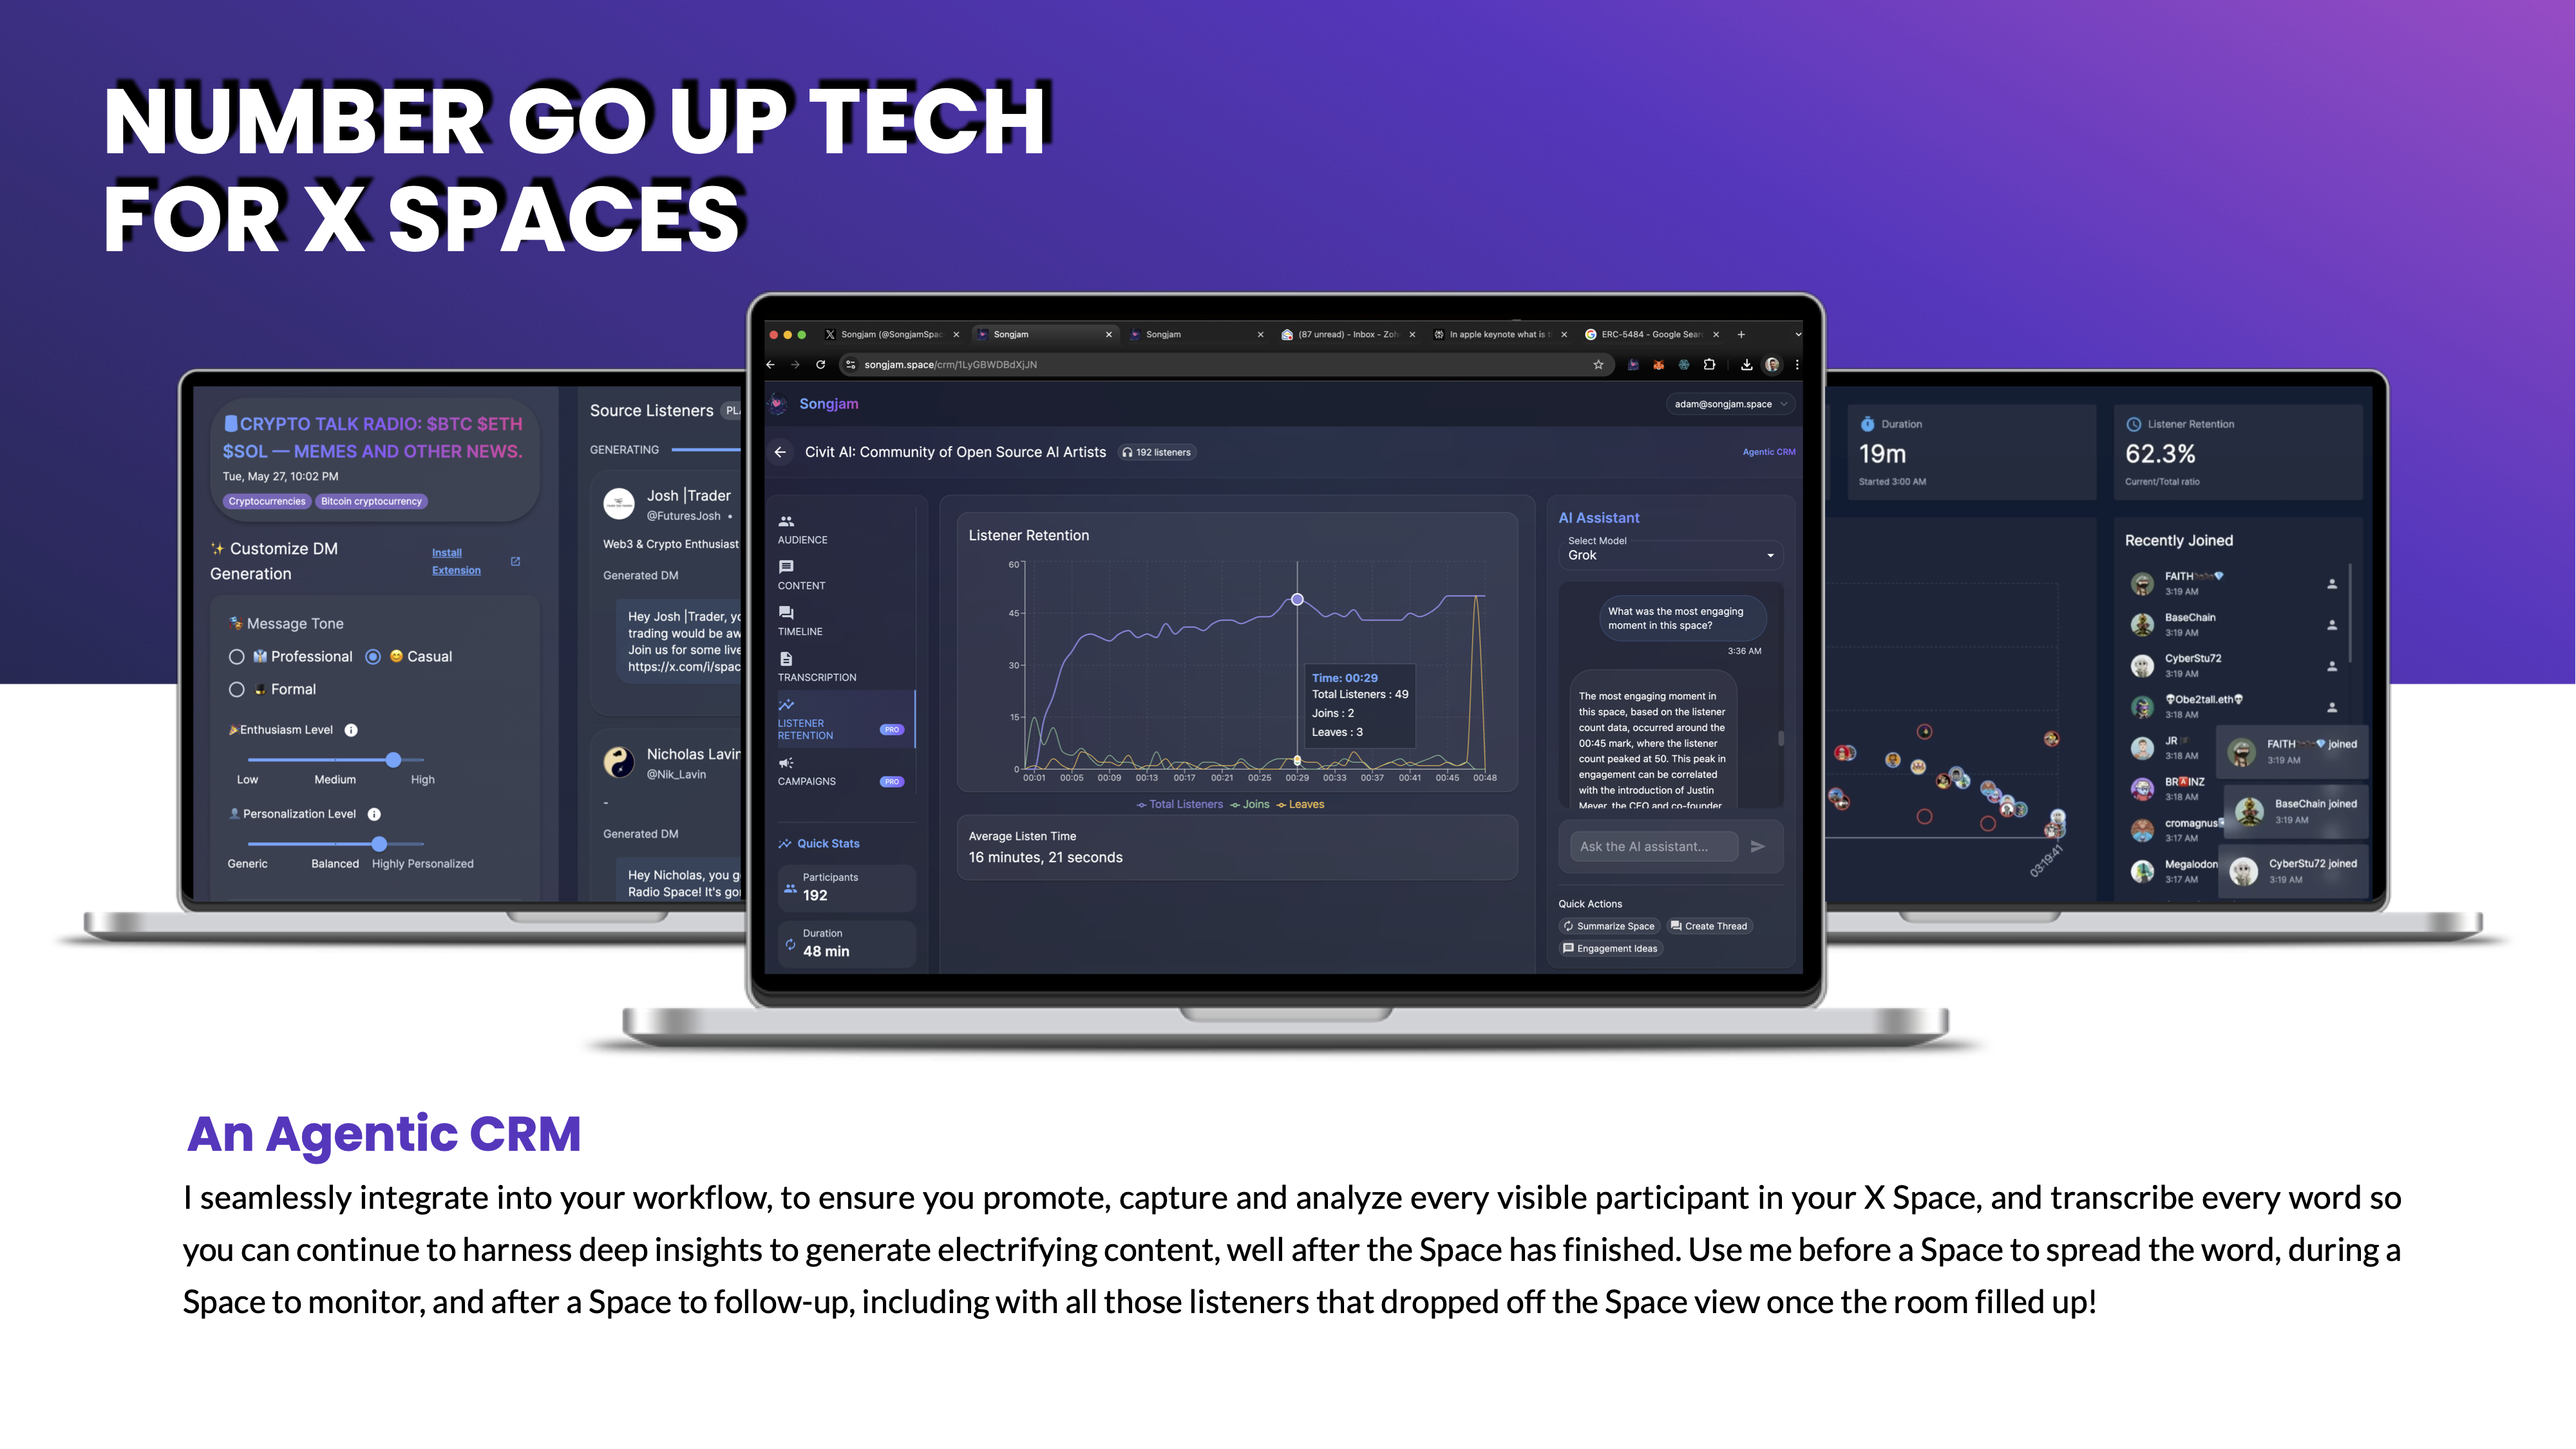 NUMBER GO UP TECH
FOR X SPACES
CRYPTO TALK RADIO: $BTC $ETH
$SOL — MEMES AND OTHER NEWS.
Tue, May 27, 10:02 PM
Cryptocurrencies
Bitcoin cryptocurrency
✨ Customize DM
Generation
Install
Extension
Message Tone
Professional
😊 Casual
Formal
🎉Enthusiasm Level
Low Medium High
👤Personalization Level
Generic Balanced Highly Personalized
Source Listeners
GENERATING
Josh |Trader
@FuturesJosh •
Web3 & Crypto Enthusiast
Generated DM
Hey Josh |Trader,
trading would be
Join us for some live
https://x.com/i/spac
Nicholas
@Nik_Lavin
-
Generated DM
Hey Nicholas, you
Radio Space! It's
Songjam (@SongjamSpac
Songjam
Songjam
(87 unread) - Inbox - Zoh
In apple keynote what is
ERC-5484 - Google Sear
songjam.space/crm/1LyGBWDBdXjJN
Songjam
adam@songjam.space
Civit AI: Community of Open Source AI Artists
192 listeners
Agentic CRM
AUDIENCE
CONTENT
TIMELINE
TRANSCRIPTION
LISTENER
RETENTION
PRO
CAMPAIGNS
PRO
Quick Stats
Participants
192
Duration
48 min
Listener Retention
60
45
30
15
0
00:01 00:05 00:09 00:13 00:17 00:21 00:25 00:29 00:33 00:37 00:41 00:45 00:48
Time: 00:29
Total Listeners : 49
Joins : 2
Leaves : 3
Total Listeners Joins Leaves
Average Listen Time
16 minutes, 21 seconds
AI Assistant
Select Model
Grok
What was the most engaging
moment in this space?
3:36 AM
The most engaging moment in
this space, based on the listener
count data, occurred around the
00:45 mark, where the listener
count peaked at 50. This peak in
engagement can be correlated
with the introduction of Justin
Meyer, the CEO and co-founder
Ask the AI assistant...
Quick Actions
Summarize Space
Create Thread
Engagement Ideas
Duration
19m
Started 3:00 AM
Listener Retention
62.3%
Current/Total ratio
03:19:41
Recently Joined
FAITH
3:19 AM
BaseChain
3:19 AM
CyberStu72
3:19 AM
💀Obe2tall.eth💀
3:18 AM
JR
3:18 AM
BR🅰INZ
3:18 AM
cromagnus
3:17 AM
Megalodon
3:17 AM
FAITH 💎 joined
3:19 AM
BaseChain joined
3:19 AM
CyberStu72 joined
3:19 AM
An Agentic CRM
I seamlessly integrate into your workflow, to ensure you promote, capture and analyze every visible participant in your X Space, and transcribe every word so
you can continue to harness deep insights to generate electrifying content, well after the Space has finished. Use me before a Space to spread the word, during a
Space to monitor, and after a Space to follow-up, including with all those listeners that dropped off the Space view once the room filled up!